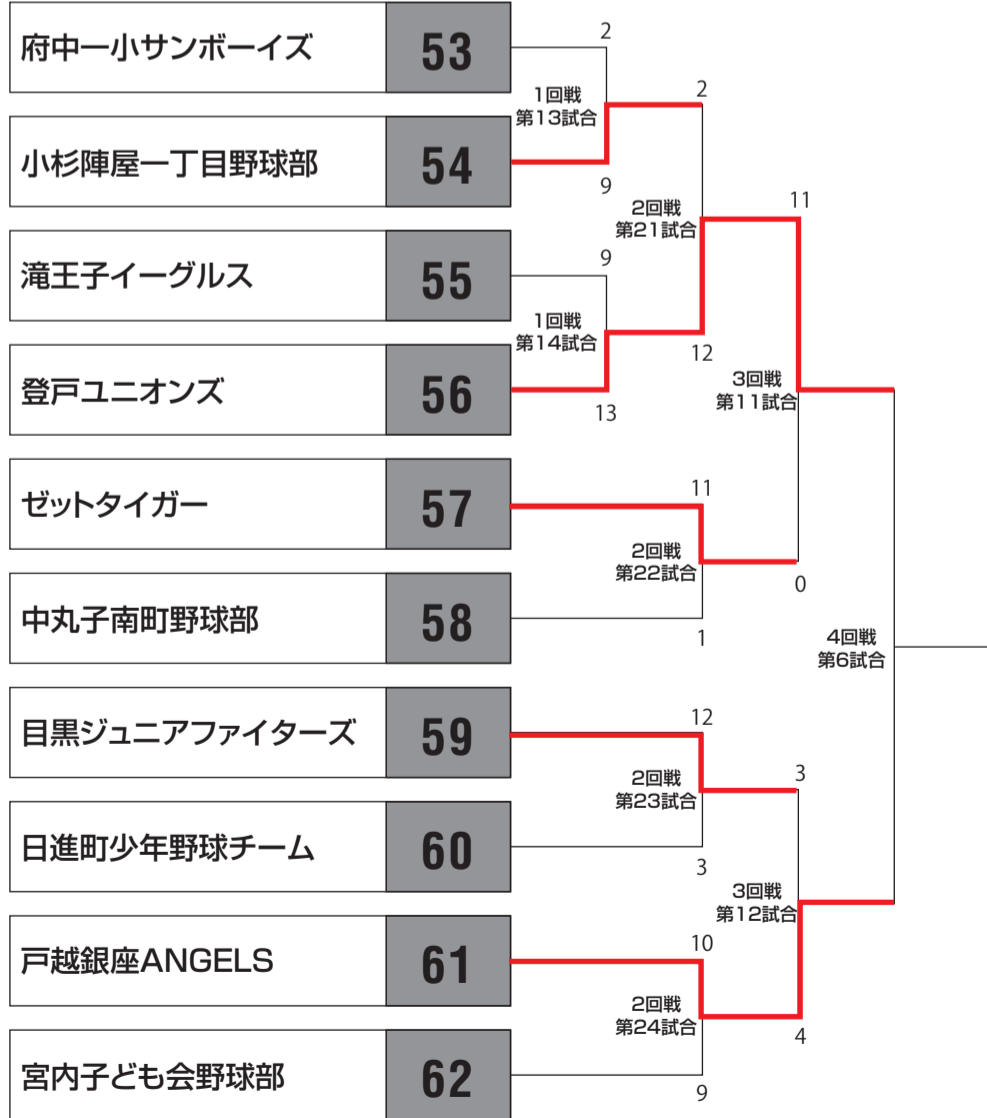 府中一小サンボーイズ 53
小杉陣屋一丁目野球部 54
滝王子イーグルス 55
登戸ユニオンズ 56
ゼットタイガー 57
中丸子南町野球部 58
目黒ジュニアファイターズ 59
日進町少年野球チーム 60
戸越銀座ANGELS 61
宮内子ども会野球部 62
2
1回戦
第13試合
9
9
1回戦
第14試合
13
2
2回戦
第21試合
12
11
2回戦
第22試合
1
12
2回戦
第23試合
3
10
2回戦
第24試合
9
11
3回戦
第11試合
0
3
3回戦
第12試合
4
4回戦
第6試合